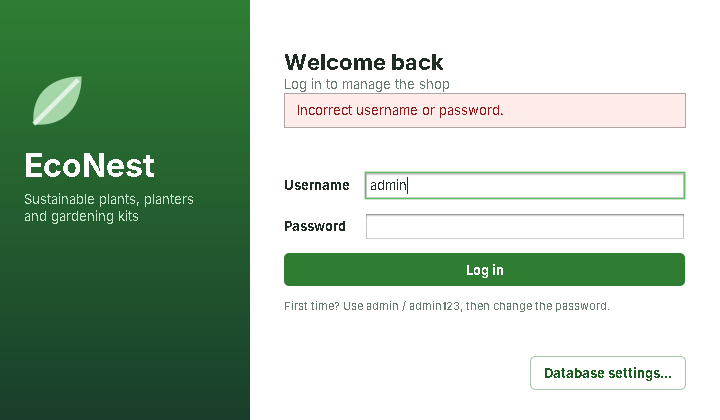 EcoNest
Sustainable plants, planters
and gardening kits
Welcome back
Log in to manage the shop
Incorrect username or password.
Username admin
Password
Log in
First time? Use admin / admin123, then change the password.
Database settings...